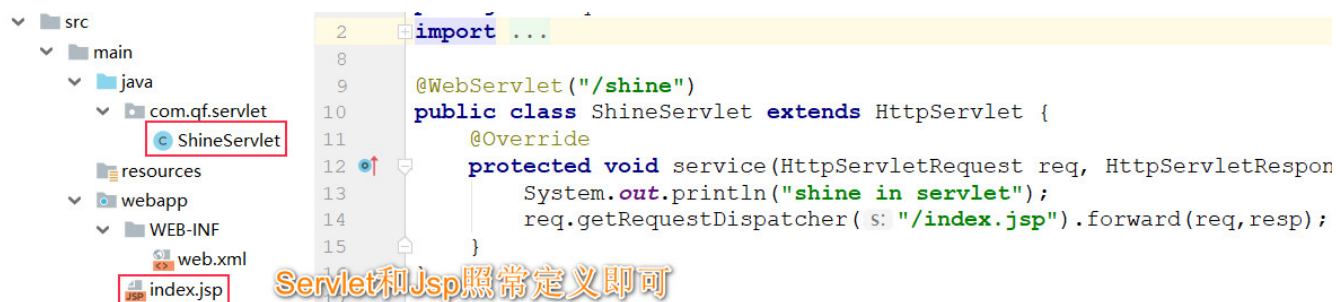 src
main
java
com.qf.servlet
ShineServlet
resources
webapp
WEB-INF
web.xml
index.jsp
2 import ...
8
9 @WebServlet("/shine")
10 public class ShineServlet extends HttpServlet {
11 @Override
12 protected void service(HttpServletRequest req, HttpServletRespon
13 System.out.println("shine in servlet");
14 req.getRequestDispatcher( s: "/index.jsp").forward(req,resp);
15 }
Servlet和Jsp照常定义即可